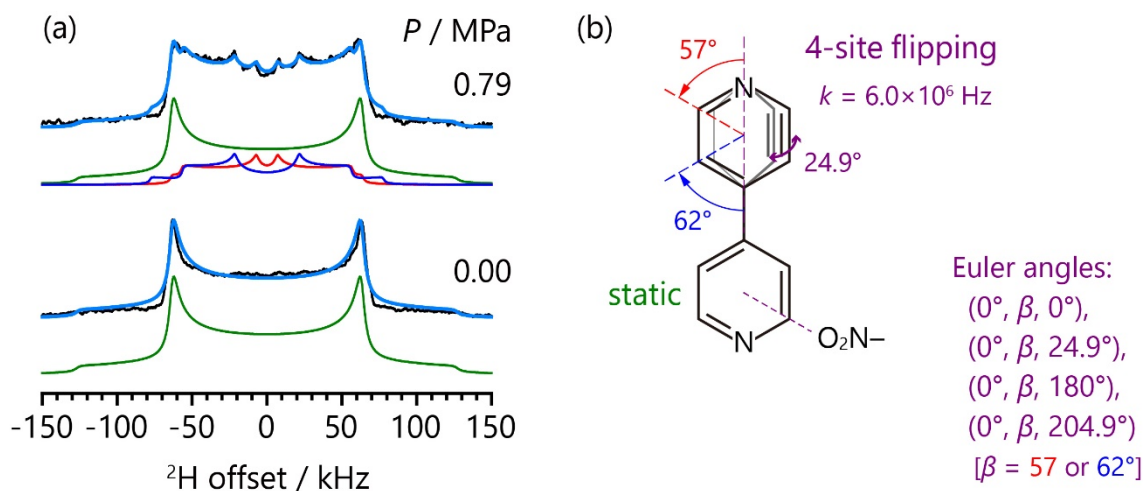 (a)
P / MPa
0.79
0.00
-150 -100 -50 0 50 100 150
²H offset / kHz
(b)
57°
4-site flipping
k = 6.0×10⁶ Hz
N
24.9°
62°
static
N
O₂N–
Euler angles:
(0°, β, 0°),
(0°, β, 24.9°),
(0°, β, 180°),
(0°, β, 204.9°)
[β = 57 or 62°]